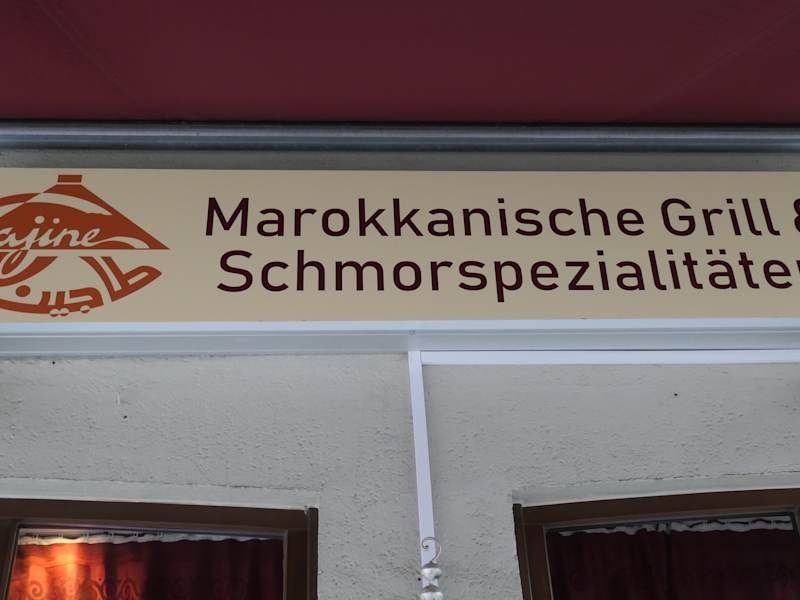 ajine
طاجين
Marokkanische Grill &
Schmorspezialitäten